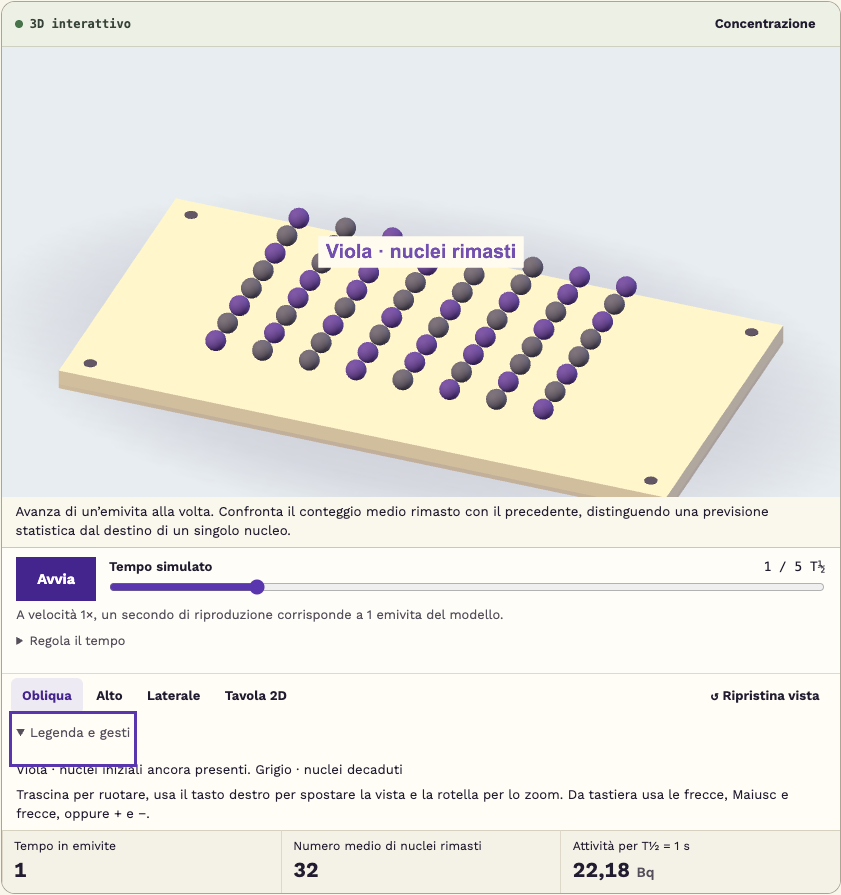 3D interattivo
Concentrazione
Viola · nuclei rimasti
Avanza di un’emivita alla volta. Confronta il conteggio medio rimasto con il precedente, distinguendo una previsione
statistica dal destino di un singolo nucleo.
Avvia
Tempo simulato
1 / 5 T½
A velocità 1×, un secondo di riproduzione corrisponde a 1 emivita del modello.
▶ Regola il tempo
Obliqua
Alto
Laterale
Tavola 2D
↺ Ripristina vista
▼ Legenda e gesti
Viola · nuclei iniziali ancora presenti. Grigio · nuclei decaduti
Trascina per ruotare, usa il tasto destro per spostare la vista e la rotella per lo zoom. Da tastiera usa le frecce, Maiusc e
frecce, oppure + e −.
Tempo in emivite
1
Numero medio di nuclei rimasti
32
Attività per T½ = 1 s
22,18 Bq